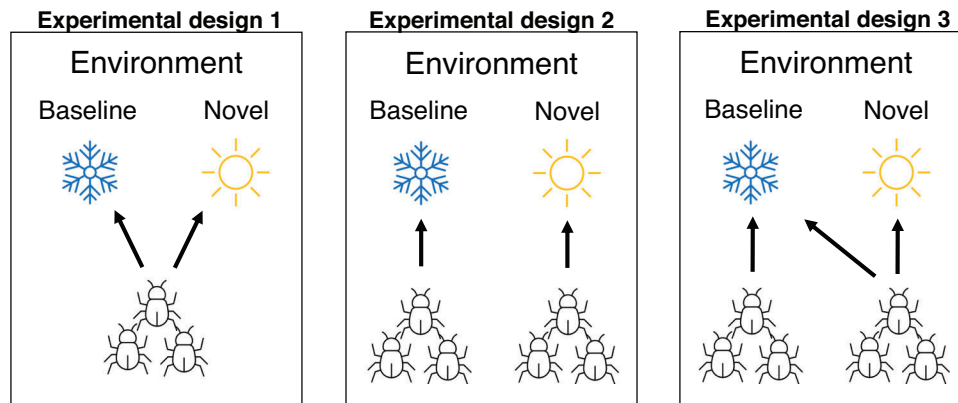 Experimental design 1
Environment
Baseline Novel
Experimental design 2
Environment
Baseline Novel
Experimental design 3
Environment
Baseline Novel